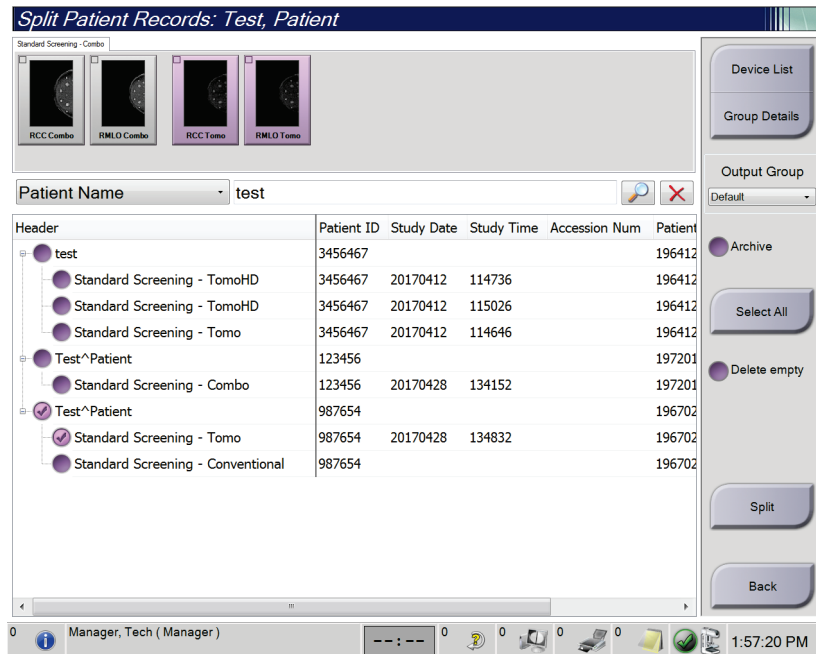 Split Patient Records: Test, Patient
Standard Screening - Combo
RCC Combo
RMLO Combo
RCC Tomo
RMLO Tomo
Device List
Group Details
Output Group
Default
Patient Name
test
Header Patient ID Study Date Study Time Accession Num Patient
test 3456467 196412
Standard Screening - TomoHD 3456467 20170412 114736 196412
Standard Screening - TomoHD 3456467 20170412 115026 196412
Standard Screening - Tomo 3456467 20170412 114646 196412
Test^Patient 123456 197201
Standard Screening - Combo 123456 20170428 134152 197201
Test^Patient 987654 196702
Standard Screening - Tomo 987654 20170428 134832 196702
Standard Screening - Conventional 987654 196702
Archive
Select All
Delete empty
Split
Back
0 Manager, Tech ( Manager ) --:-- 0 0 0 0 1:57:20 PM